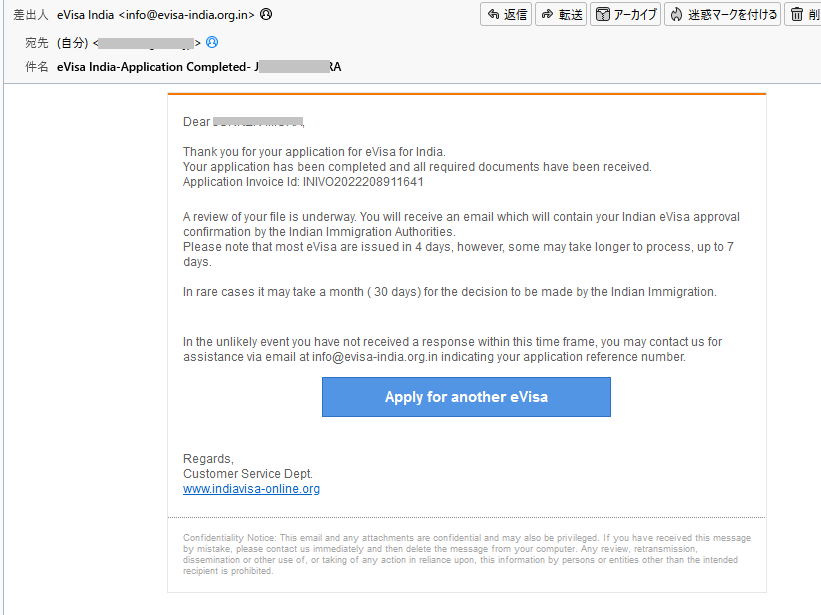 差出人 eVisa India <info@evisa-india.org.in>
返信 転送 アーカイブ 迷惑マークを付ける 削
宛先 (自分) < >
件名 eVisa India-Application Completed- J RA
Dear
Thank you for your application for eVisa for India.
Your application has been completed and all required documents have been received.
Application Invoice Id: INIVO2022208911641
A review of your file is underway. You will receive an email which will contain your Indian eVisa approval
confirmation by the Indian Immigration Authorities.
Please note that most eVisa are issued in 4 days, however, some may take longer to process, up to 7
days.
In rare cases it may take a month ( 30 days) for the decision to be made by the Indian Immigration.
In the unlikely event you have not received a response within this time frame, you may contact us for
assistance via email at info@evisa-india.org.in indicating your application reference number.
Apply for another eVisa
Regards,
Customer Service Dept.
www.indiavisa-online.org
Confidentiality Notice: This email and any attachments are confidential and may also be privileged. If you have received this message
by mistake, please contact us immediately and then delete the message from your computer. Any review, retransmission,
dissemination or other use of, or taking of any action in reliance upon, this information by persons or entities other than the intended
recipient is prohibited.